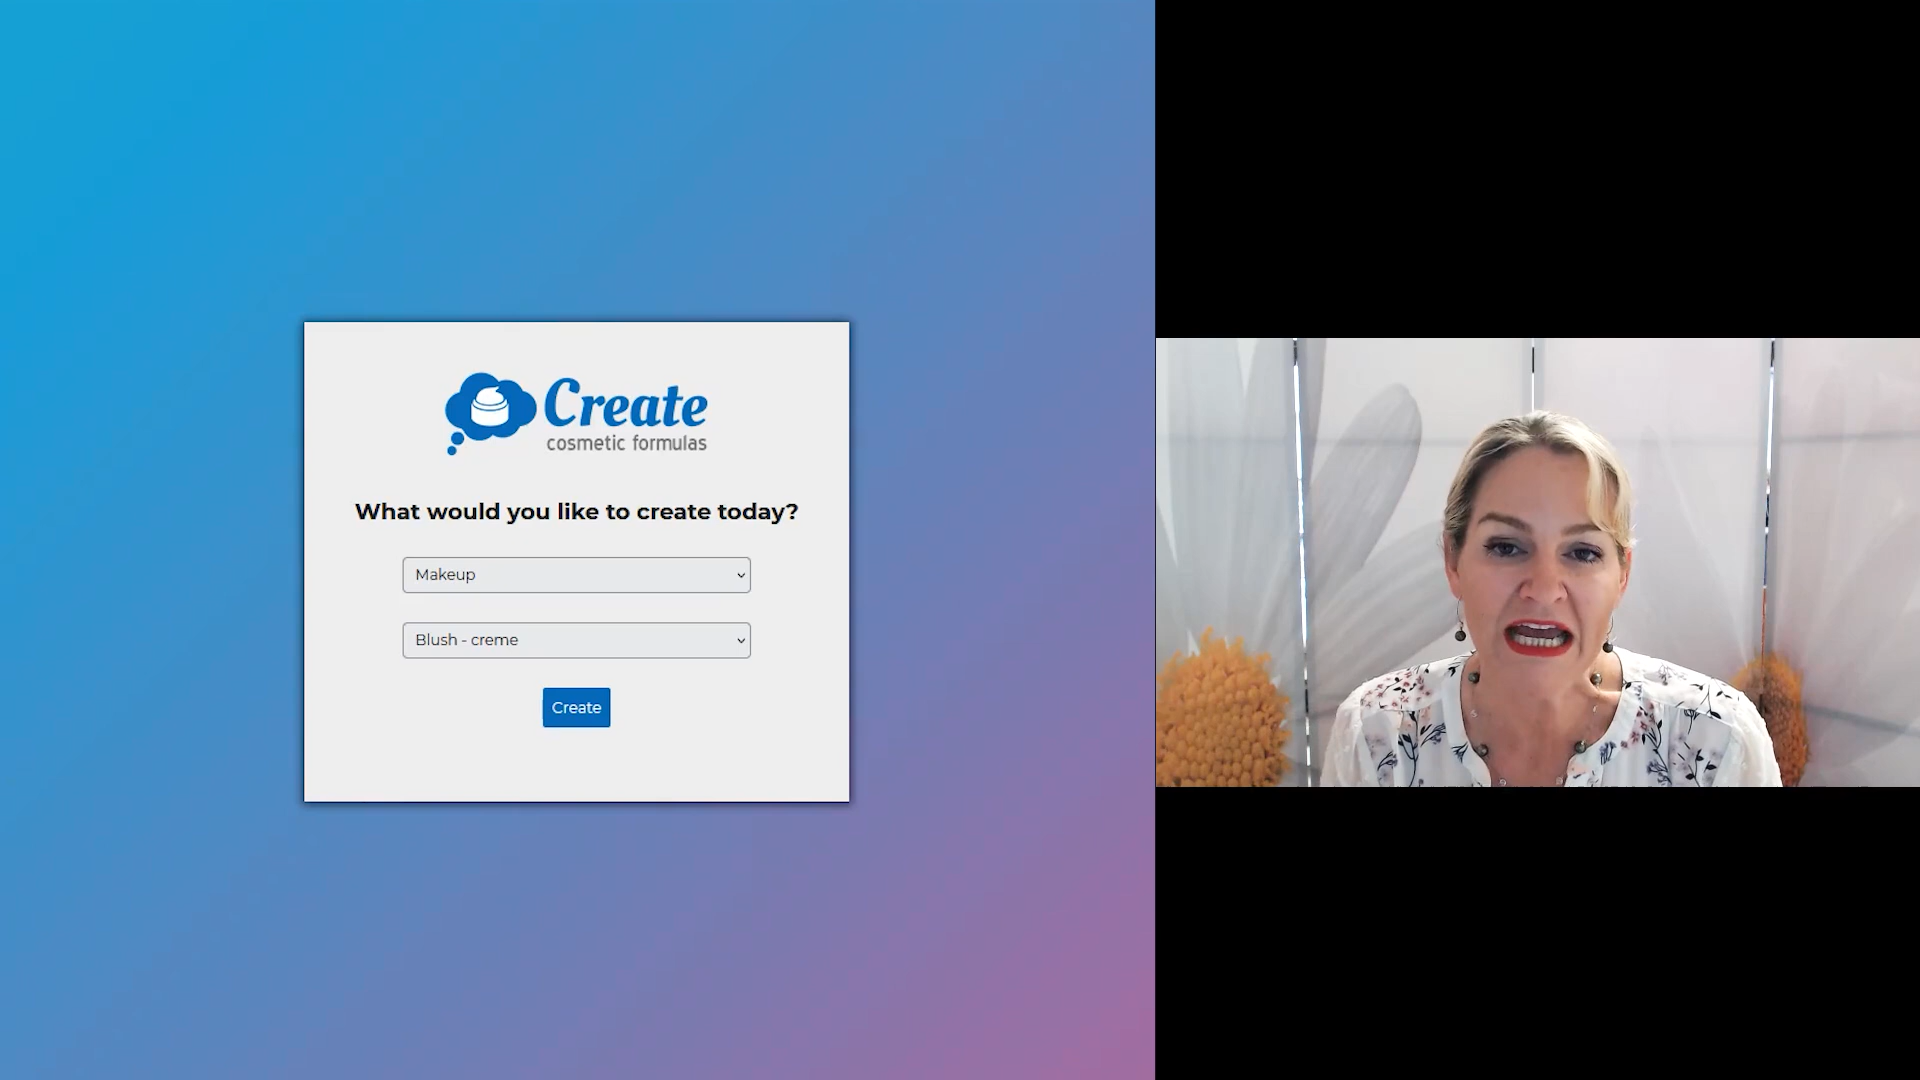 Create
cosmetic formulas
What would you like to create today?
Makeup
Blush - creme
Create